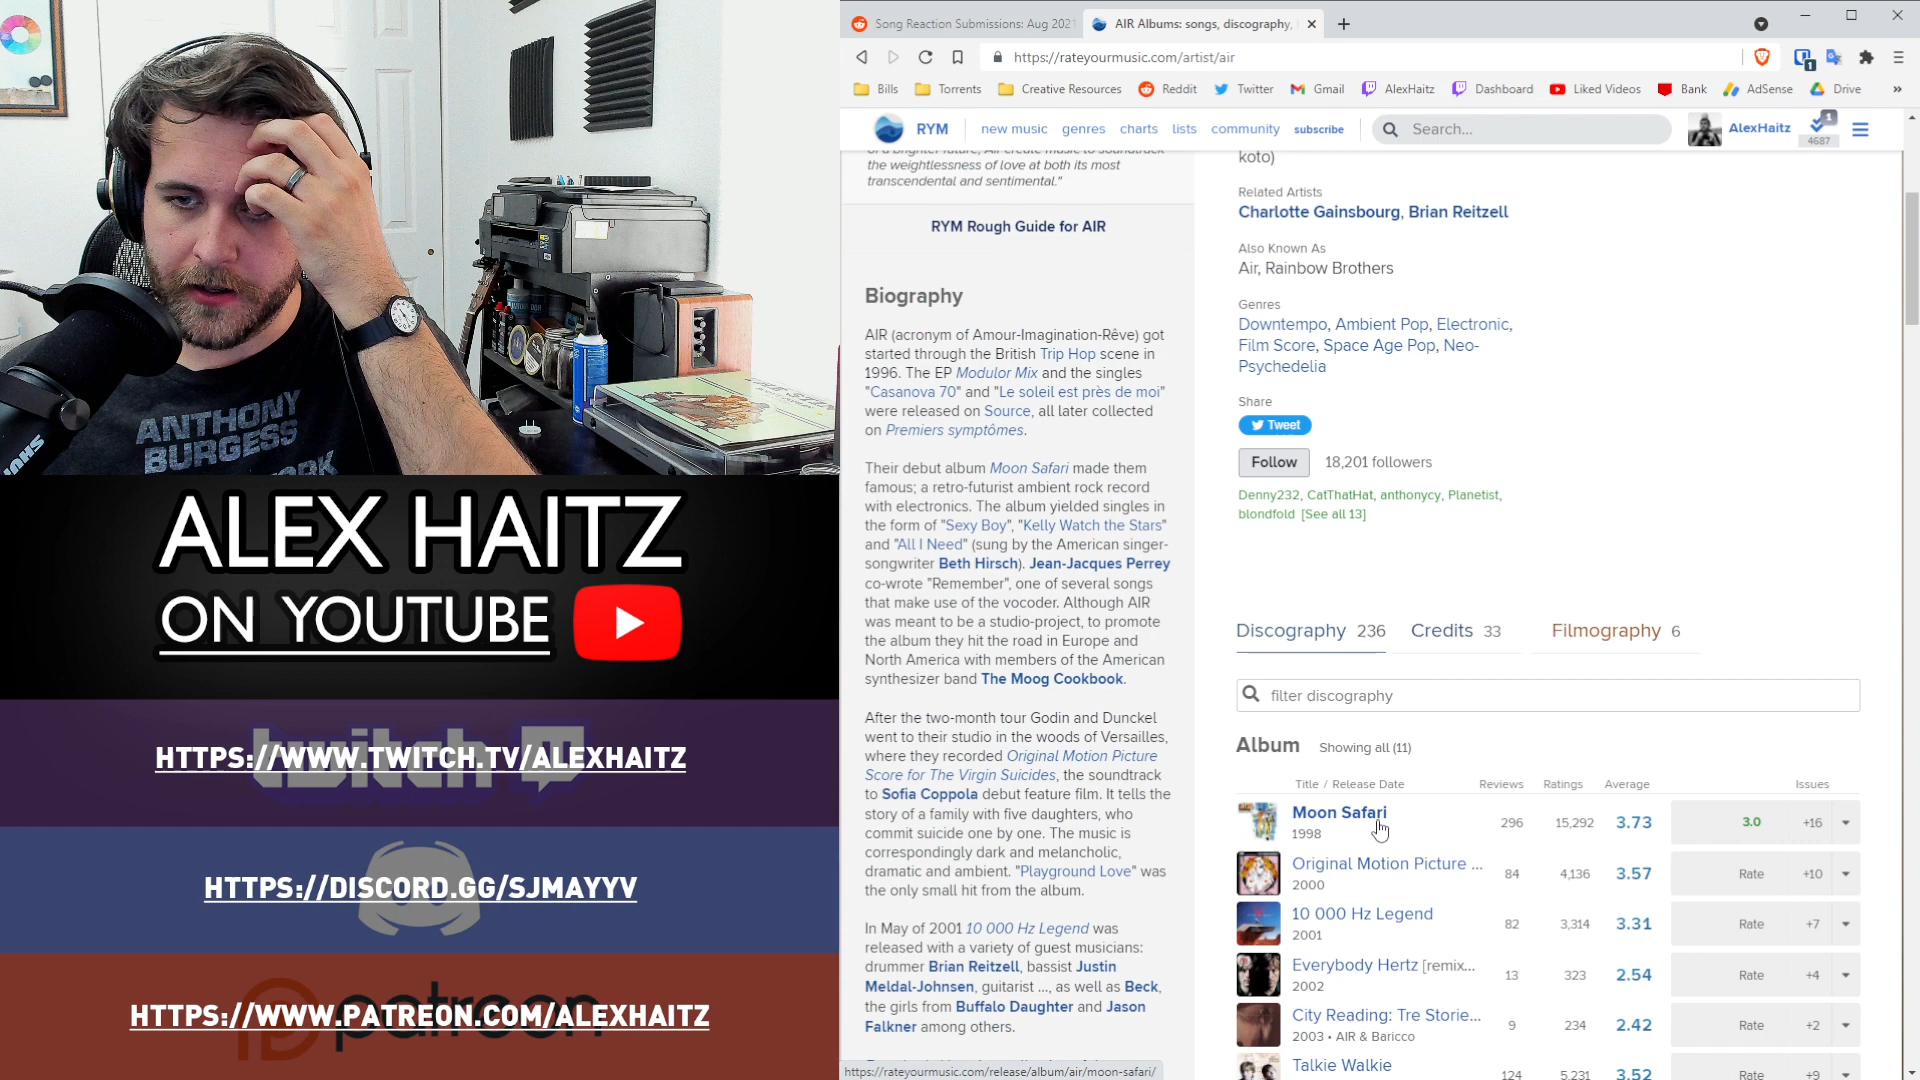 Song Reaction Submissions: Aug 2021
AIR Albums: songs, discography,
https://rateyourmusic.com/artist/air
Bills
Torrents
Creative Resources
Reddit
Twitter
Gmail
AlexHaitz
Dashboard
Liked Videos
Bank
AdSense
Drive
RYM
new music
genres
charts
lists
community
subscribe
Search...
AlexHaitz
1
4687
of a brighter future, Air create music to soundtrack
the weightlessness of love at both its most
transcendental and sentimental."
RYM Rough Guide for AIR
Biography
AIR (acronym of Amour-Imagination-Rêve) got
started through the British Trip Hop scene in
1996. The EP Modulor Mix and the singles
"Casanova 70" and "Le soleil est près de moi"
were released on Source, all later collected
on Premiers symptômes.
Their debut album Moon Safari made them
famous; a retro-futurist ambient rock record
with electronics. The album yielded singles in
the form of "Sexy Boy", "Kelly Watch the Stars"
and "All I Need" (sung by the American singer-
songwriter Beth Hirsch). Jean-Jacques Perrey
co-wrote "Remember", one of several songs
that make use of the vocoder. Although AIR
was meant to be a studio-project, to promote
the album they hit the road in Europe and
North America with members of the American
synthesizer band The Moog Cookbook.
After the two-month tour Godin and Dunckel
went to their studio in the woods of Versailles,
where they recorded Original Motion Picture
Score for The Virgin Suicides, the soundtrack
to Sofia Coppola debut feature film. It tells the
story of a family with five daughters, who
commit suicide one by one. The music is
correspondingly dark and melancholic,
dramatic and ambient. "Playground Love" was
the only small hit from the album.
In May of 2001 10 000 Hz Legend was
released with a variety of guest musicians:
drummer Brian Reitzell, bassist Justin
Meldal-Johnsen, guitarist ..., as well as Beck,
the girls from Buffalo Daughter and Jason
Falkner among others.
https://rateyourmusic.com/release/album/air/moon-safari/
koto)
Related Artists
Charlotte Gainsbourg, Brian Reitzell
Also Known As
Air, Rainbow Brothers
Genres
Downtempo, Ambient Pop, Electronic,
Film Score, Space Age Pop, Neo-
Psychedelia
Share
Tweet
Follow 18,201 followers
Denny232, CatThatHat, anthonycy, Planetist,
blondfold [See all 13]
Discography 236 Credits 33 Filmography 6
filter discography
Album Showing all (11)
Title / Release Date Reviews Ratings Average Issues
Moon Safari
1998
296 15,292 3.73 3.0 +16
Original Motion Picture ...
2000
84 4,136 3.57 Rate +10
10 000 Hz Legend
2001
82 3,314 3.31 Rate +7
Everybody Hertz [remix...
2002
13 323 2.54 Rate +4
City Reading: Tre Storie...
2003 • AIR & Baricco
9 234 2.42 Rate +2
Talkie Walkie
124 5,231 3.52 Rate +9
ANTHONY
BURGESS
SHU
ALEX HAITZ
ON YOUTUBE
twitch
HTTPS://WWW.TWITCH.TV/ALEXHAITZ
HTTPS://DISCORD.GG/SJMAYYV
patreon
HTTPS://WWW.PATREON.COM/ALEXHAITZ